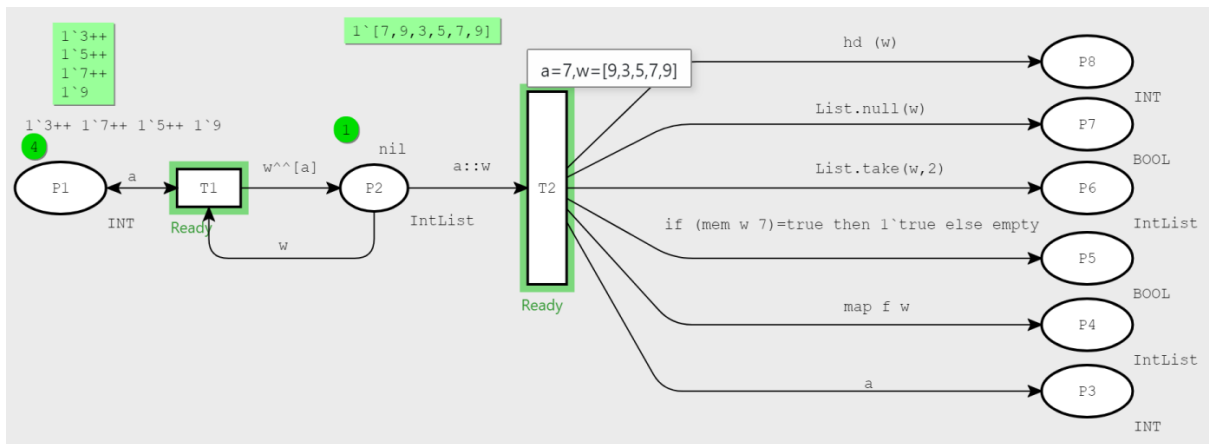 1`3++
1`5++
1`7++
1`9
1`[7,9,3,5,7,9]
1`3++ 1`7++ 1`5++ 1`9
4
P1
INT
a
T1
Ready
w^^[a]
w
1
nil
P2
IntList
a::w
a=7,w=[9,3,5,7,9]
T2
Ready
hd (w)
P8
INT
List.null(w)
P7
BOOL
List.take(w,2)
P6
IntList
if (mem w 7)=true then 1`true else empty
P5
BOOL
map f w
P4
IntList
a
P3
INT